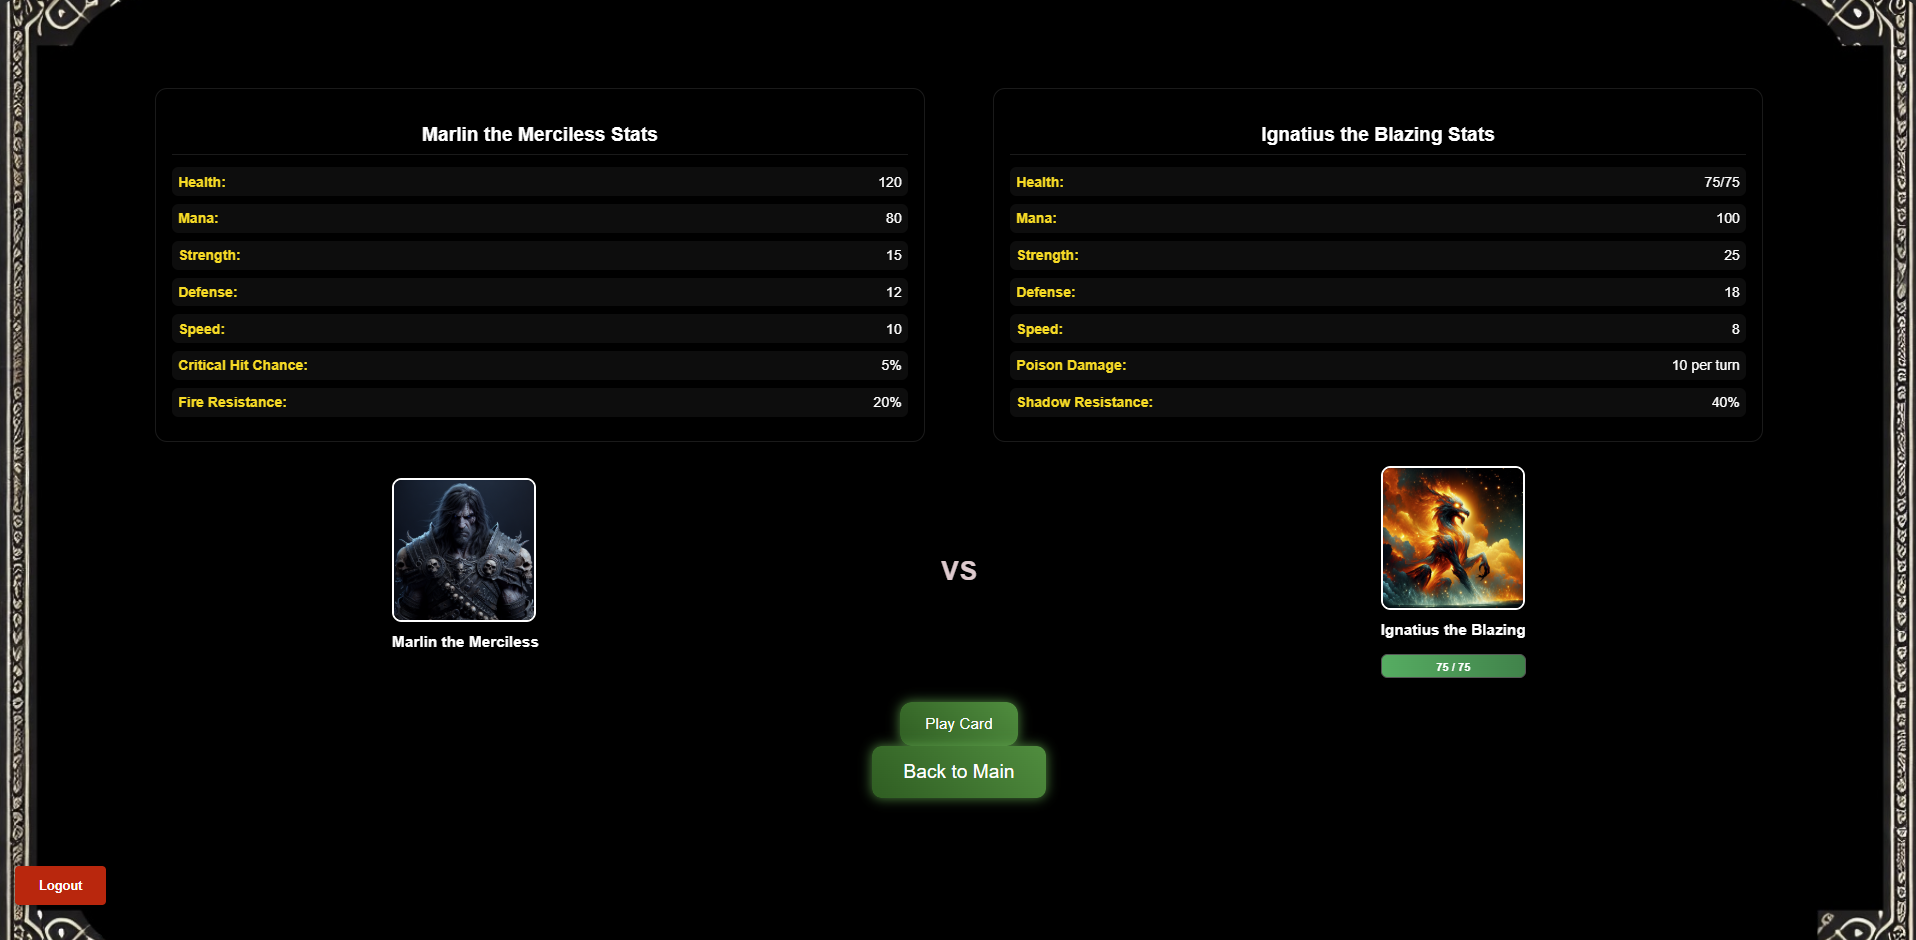 Marlin the Merciless Stats
Health: 120
Mana: 80
Strength: 15
Defense: 12
Speed: 10
Critical Hit Chance: 5%
Fire Resistance: 20%
Ignatius the Blazing Stats
Health: 75/75
Mana: 100
Strength: 25
Defense: 18
Speed: 8
Poison Damage: 10 per turn
Shadow Resistance: 40%
Marlin the Merciless
VS
Ignatius the Blazing
75 / 75
Play Card
Back to Main
Logout